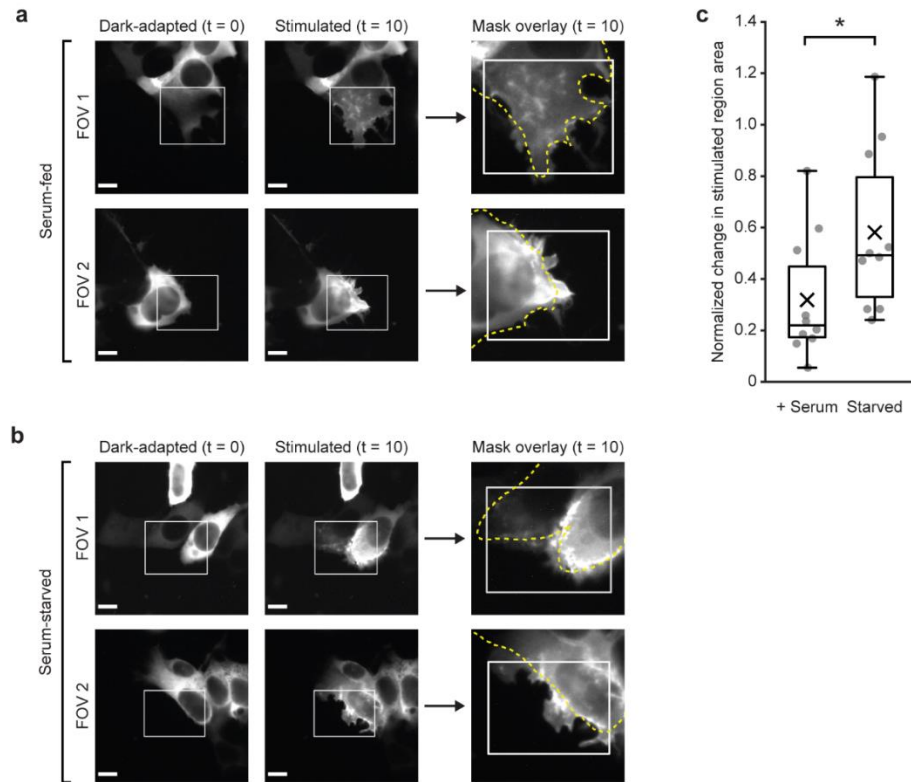 a
Dark-adapted (t = 0)
Stimulated (t = 10)
Mask overlay (t = 10)
Serum-fed
FOV 1
FOV 2
b
Dark-adapted (t = 0)
Stimulated (t = 10)
Mask overlay (t = 10)
Serum-starved
FOV 1
FOV 2
c
*
Normalized change in stimulated region area
1.4
1.2
1.0
0.8
0.6
0.4
0.2
0
+ Serum
Starved